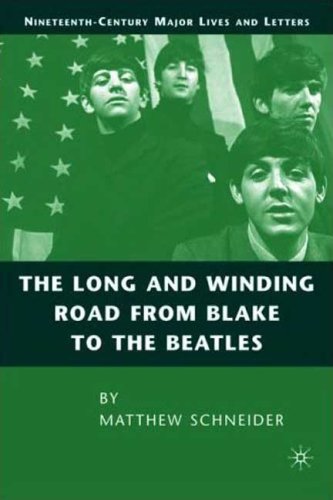 NINETEENTH-CENTURY MAJOR LIVES AND LETTERS
THE LONG AND WINDING
ROAD FROM BLAKE
TO THE BEATLES
BY
MATTHEW SCHNEIDER